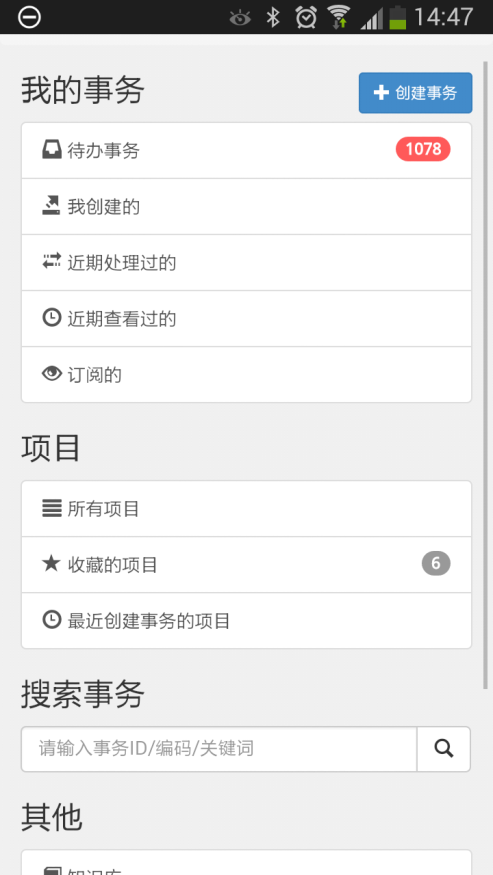 14:47
我的事务
创建事务
待办事务 1078
我创建的
近期处理过的
近期查看过的
订阅的
项目
所有项目
收藏的项目 6
最近创建事务的项目
搜索事务
请输入事务ID/编码/关键词
其他